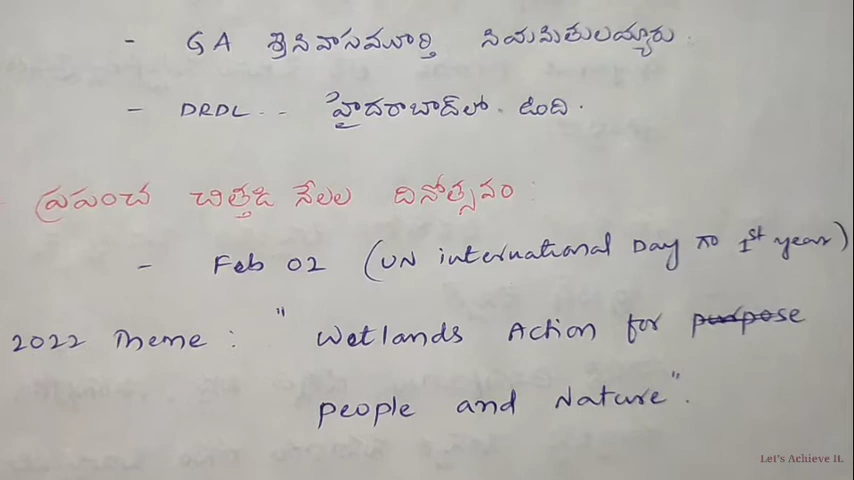 - GA శ్రీనివాసమూర్తి నియమితులయ్యారు.
- DRDL -- హైదరాబాద్‌లో ఉంది.
ప్రపంచ చిత్తడి నేలల దినోత్సవం :
- Feb 02 (UN international Day గా 1st year)
2022 Theme : " Wetlands Action for purpose
people and Nature".
Let's Achieve It.